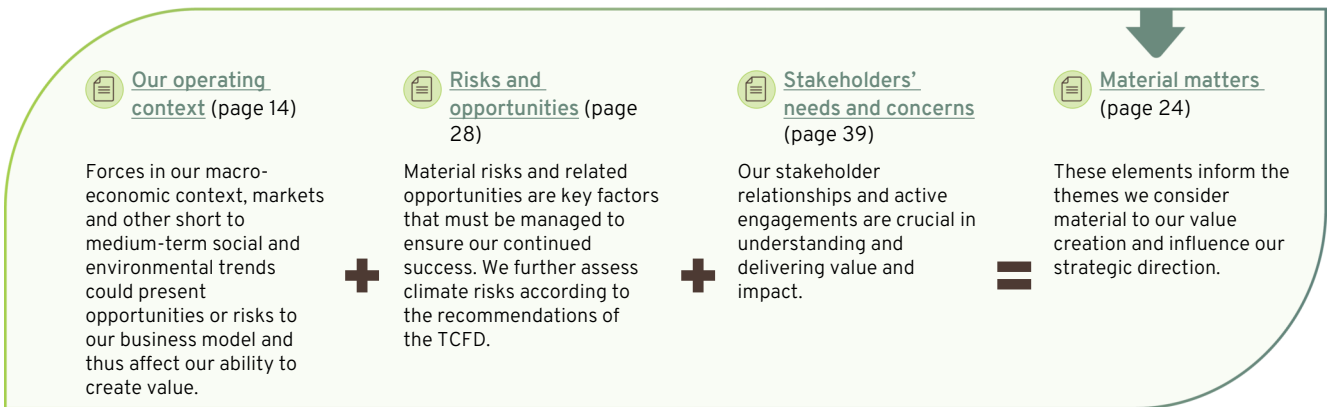 Our operating
context (page 14)
Forces in our macro-
economic context, markets
and other short to
medium-term social and
environmental trends
could present
opportunities or risks to
our business model and
thus affect our ability to
create value.
+
Risks and
opportunities (page
28)
Material risks and related
opportunities are key factors
that must be managed to
ensure our continued
success. We further assess
climate risks according to
the recommendations of
the TCFD.
+
Stakeholders’
needs and concerns
(page 39)
Our stakeholder
relationships and active
engagements are crucial in
understanding and
delivering value and
impact.
=
Material matters
(page 24)
These elements inform the
themes we consider
material to our value
creation and influence our
strategic direction.